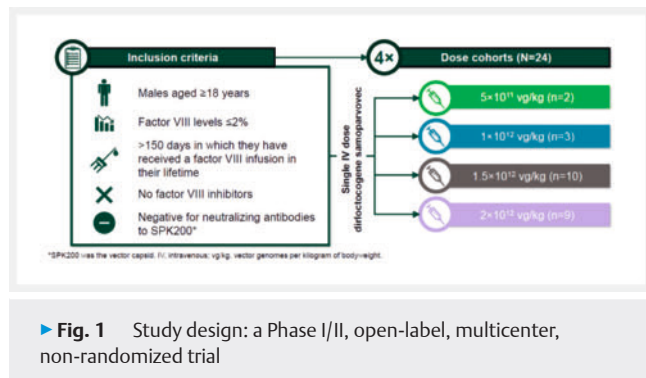 Inclusion criteria
Males aged ≥18 years
Factor VIII levels ≤2%
>150 days in which they have
received a factor VIII infusion in
their lifetime
No factor VIII inhibitors
Negative for neutralizing antibodies
to SPK200*
Single IV dose
dirloctocogene samoparvovec
4×
Dose cohorts (N=24)
5×10¹¹ vg/kg (n=2)
1×10¹² vg/kg (n=3)
1.5×10¹² vg/kg (n=10)
2×10¹² vg/kg (n=9)
*SPK200 was the vector capsid. IV, intravenous; vg/kg, vector genomes per kilogram of bodyweight.
► Fig. 1 Study design: a Phase I/II, open-label, multicenter,
non-randomized trial